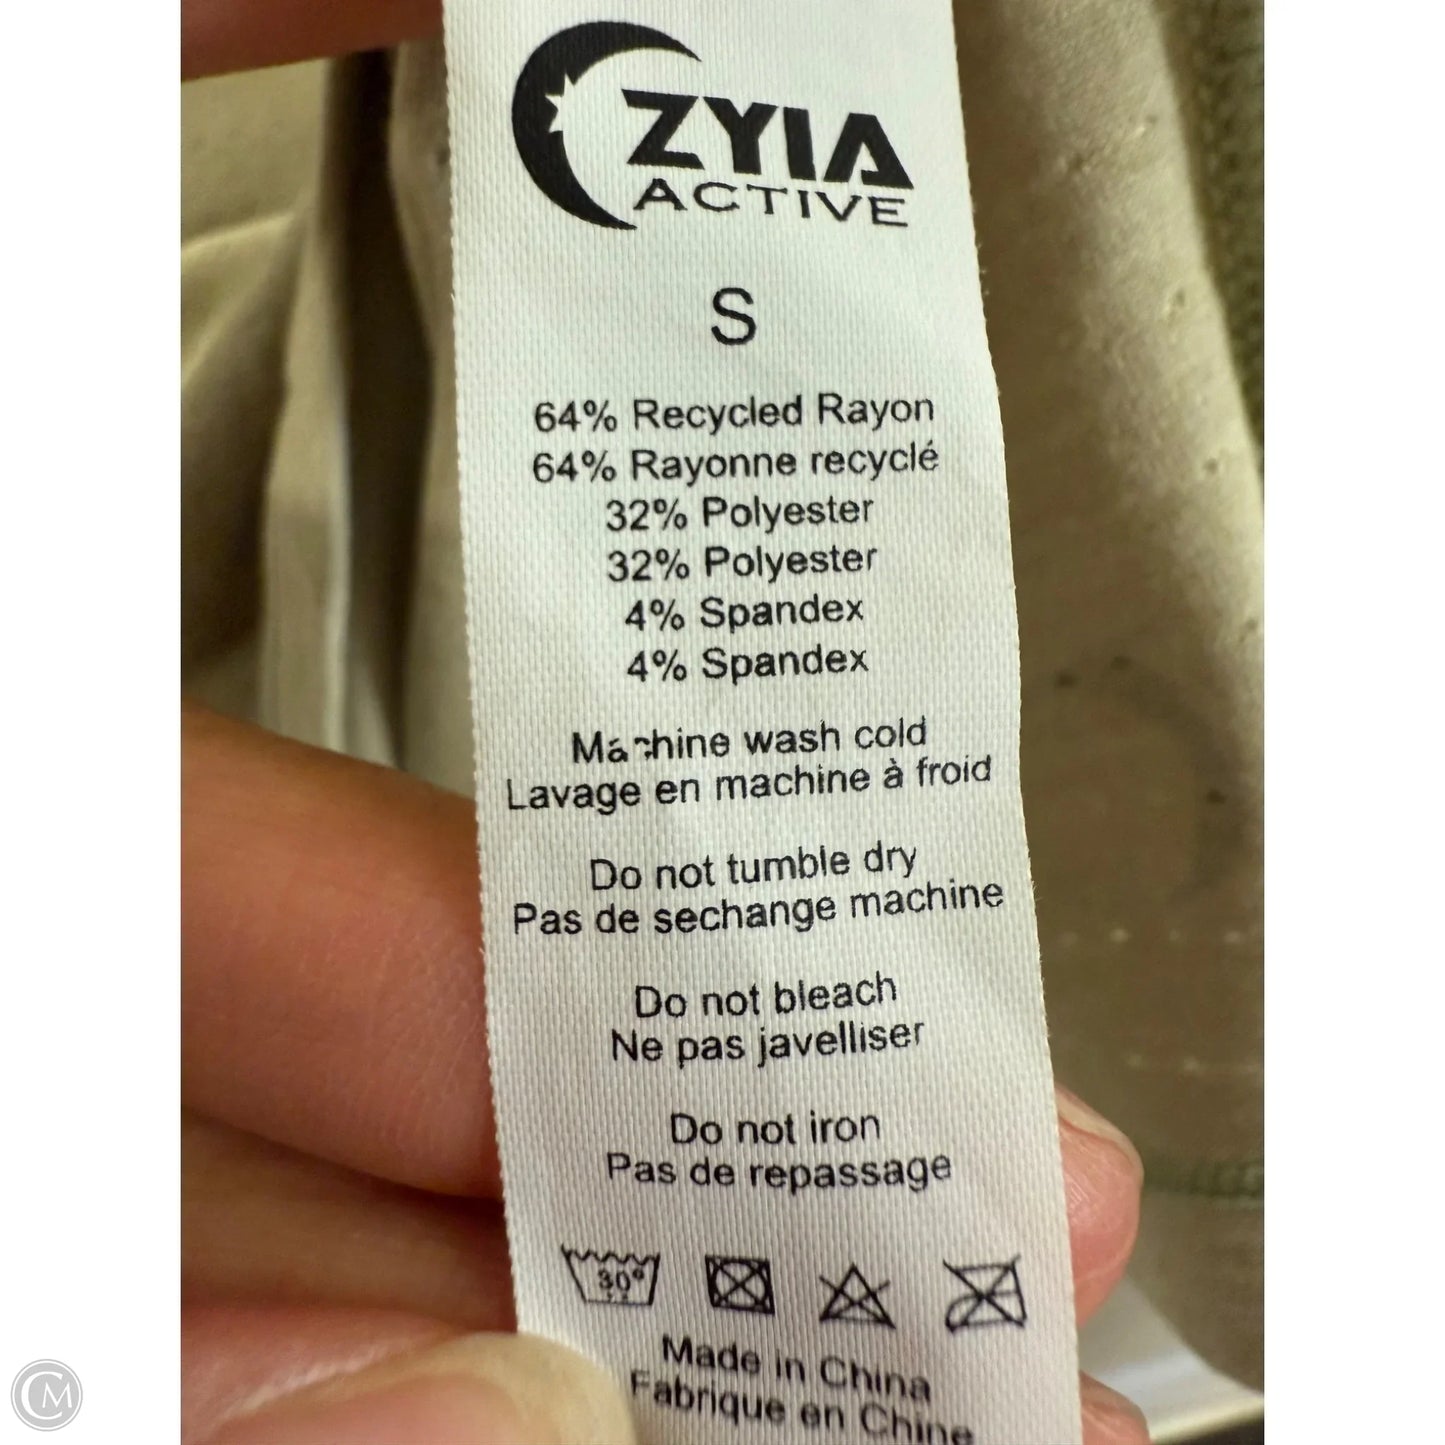 ZYIA
ACTIVE
S
64% Recycled Rayon
64% Rayonne recyclé
32% Polyester
32% Polyester
4% Spandex
4% Spandex
Machine wash cold
Lavage en machine à froid
Do not tumble dry
Pas de sechange machine
Do not bleach
Ne pas javelliser
Do not iron
Pas de repassage
30°
Made in China
Fabrique en Chine
CM